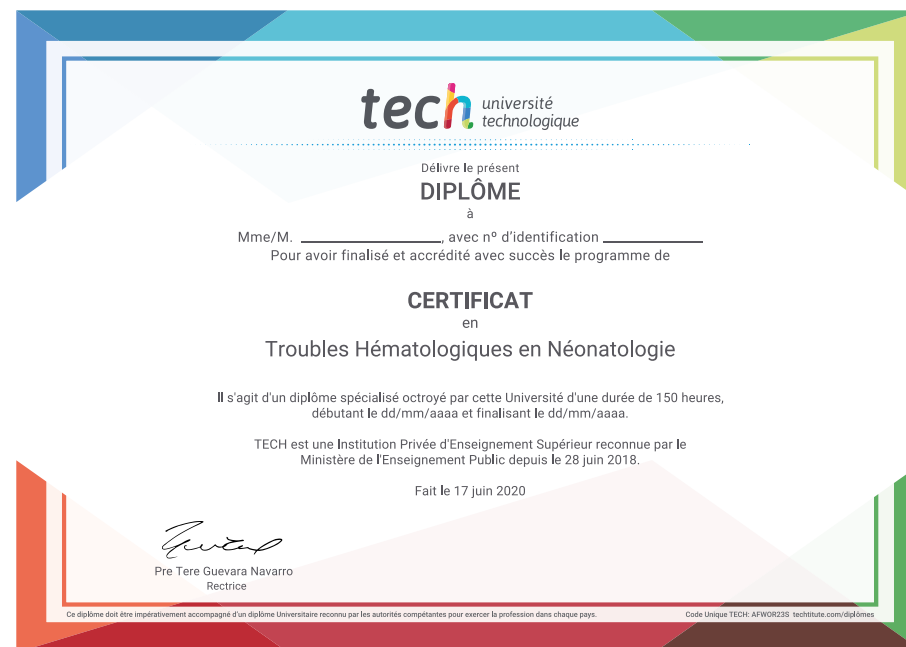 tech université
technologique
Délivre le présent
DIPLÔME
à
Mme/M. ____________________, avec nº d'identification ______________
Pour avoir finalisé et accrédité avec succès le programme de
CERTIFICAT
en
Troubles Hématologiques en Néonatologie
Il s'agit d'un diplôme spécialisé octroyé par cette Université d'une durée de 150 heures,
débutant le dd/mm/aaaa et finalisant le dd/mm/aaaa.
TECH est une Institution Privée d'Enseignement Supérieur reconnue par le
Ministère de l'Enseignement Public depuis le 28 juin 2018.
Fait le 17 juin 2020
Pre Tere Guevara Navarro
Rectrice
Ce diplôme doit être impérativement accompagné d'un diplôme Universitaire reconnu par les autorités compétantes pour exercer la profession dans chaque pays. Code Unique TECH: AFWOR23S techtitute.com/diplômes